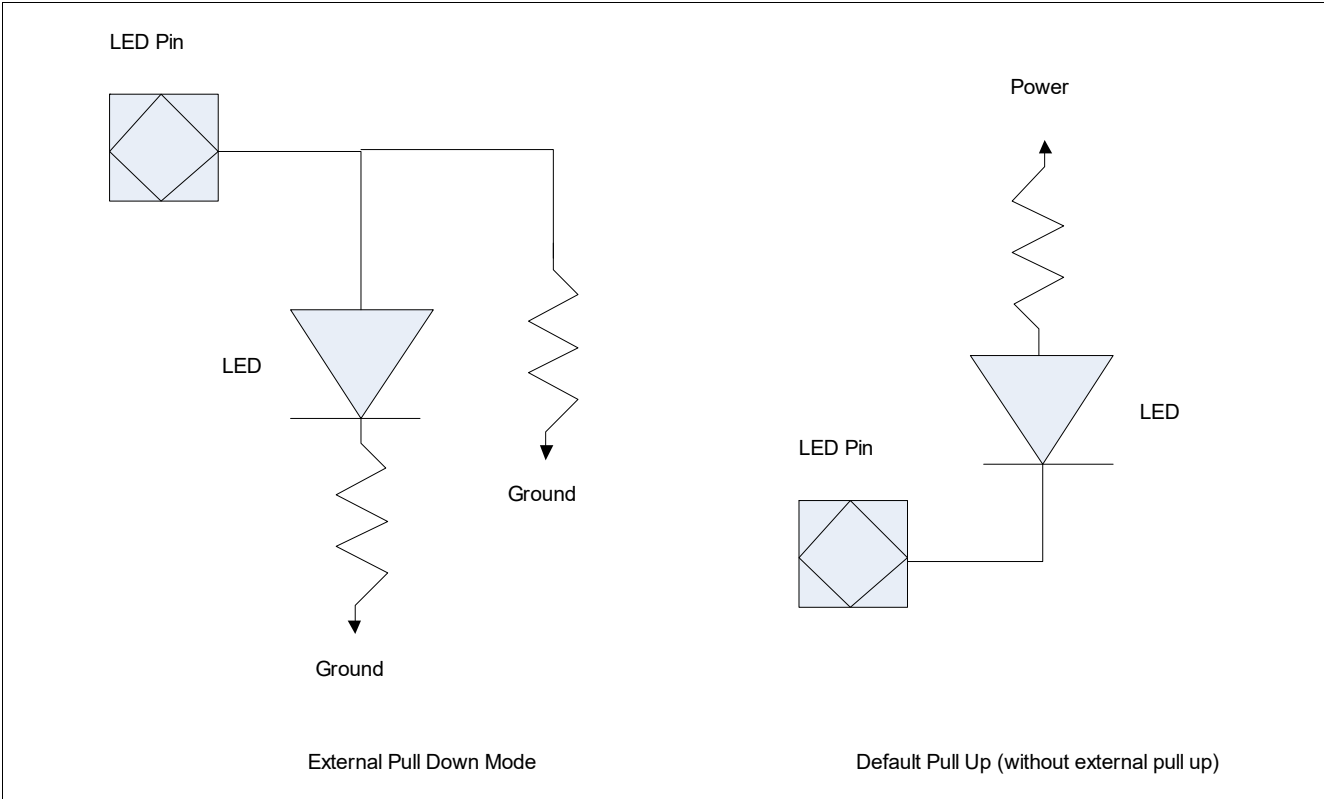 LED Pin
Power
LED
LED
LED Pin
Ground
Ground
External Pull Down Mode
Default Pull Up (without external pull up)